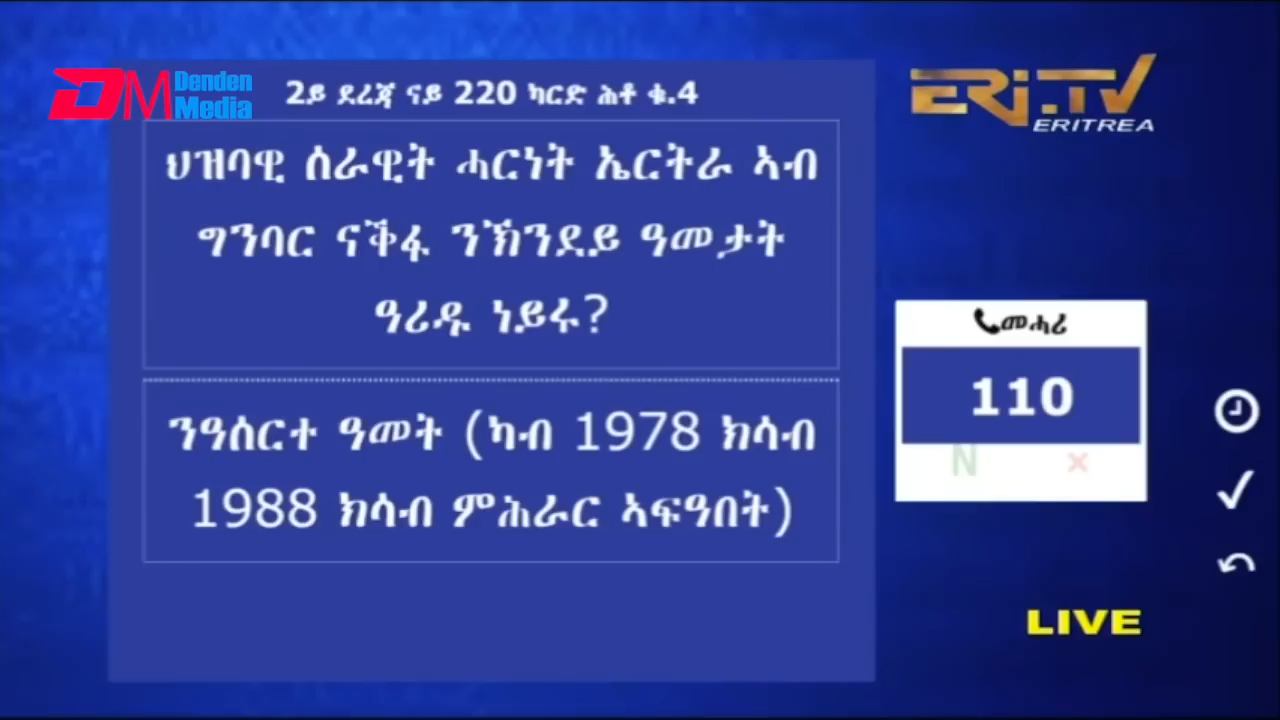 DM Denden
Media
2ይ ደረጃ ናይ 220 ካርድ ሕቶ ቁ.4
ERi.TV
ERITREA
ህዝባዊ ሰራዊት ሓርነት ኤርትራ ኣብ
ግንባር ናቕፋ ንኽንደይ ዓመታት
ዓሪዱ ነይሩ?
ንዓሰርተ ዓመት (ካብ 1978 ክሳብ
1988 ክሳብ ምሕራር ኣፍዓበት)
መሓሪ
110
N ×
LIVE